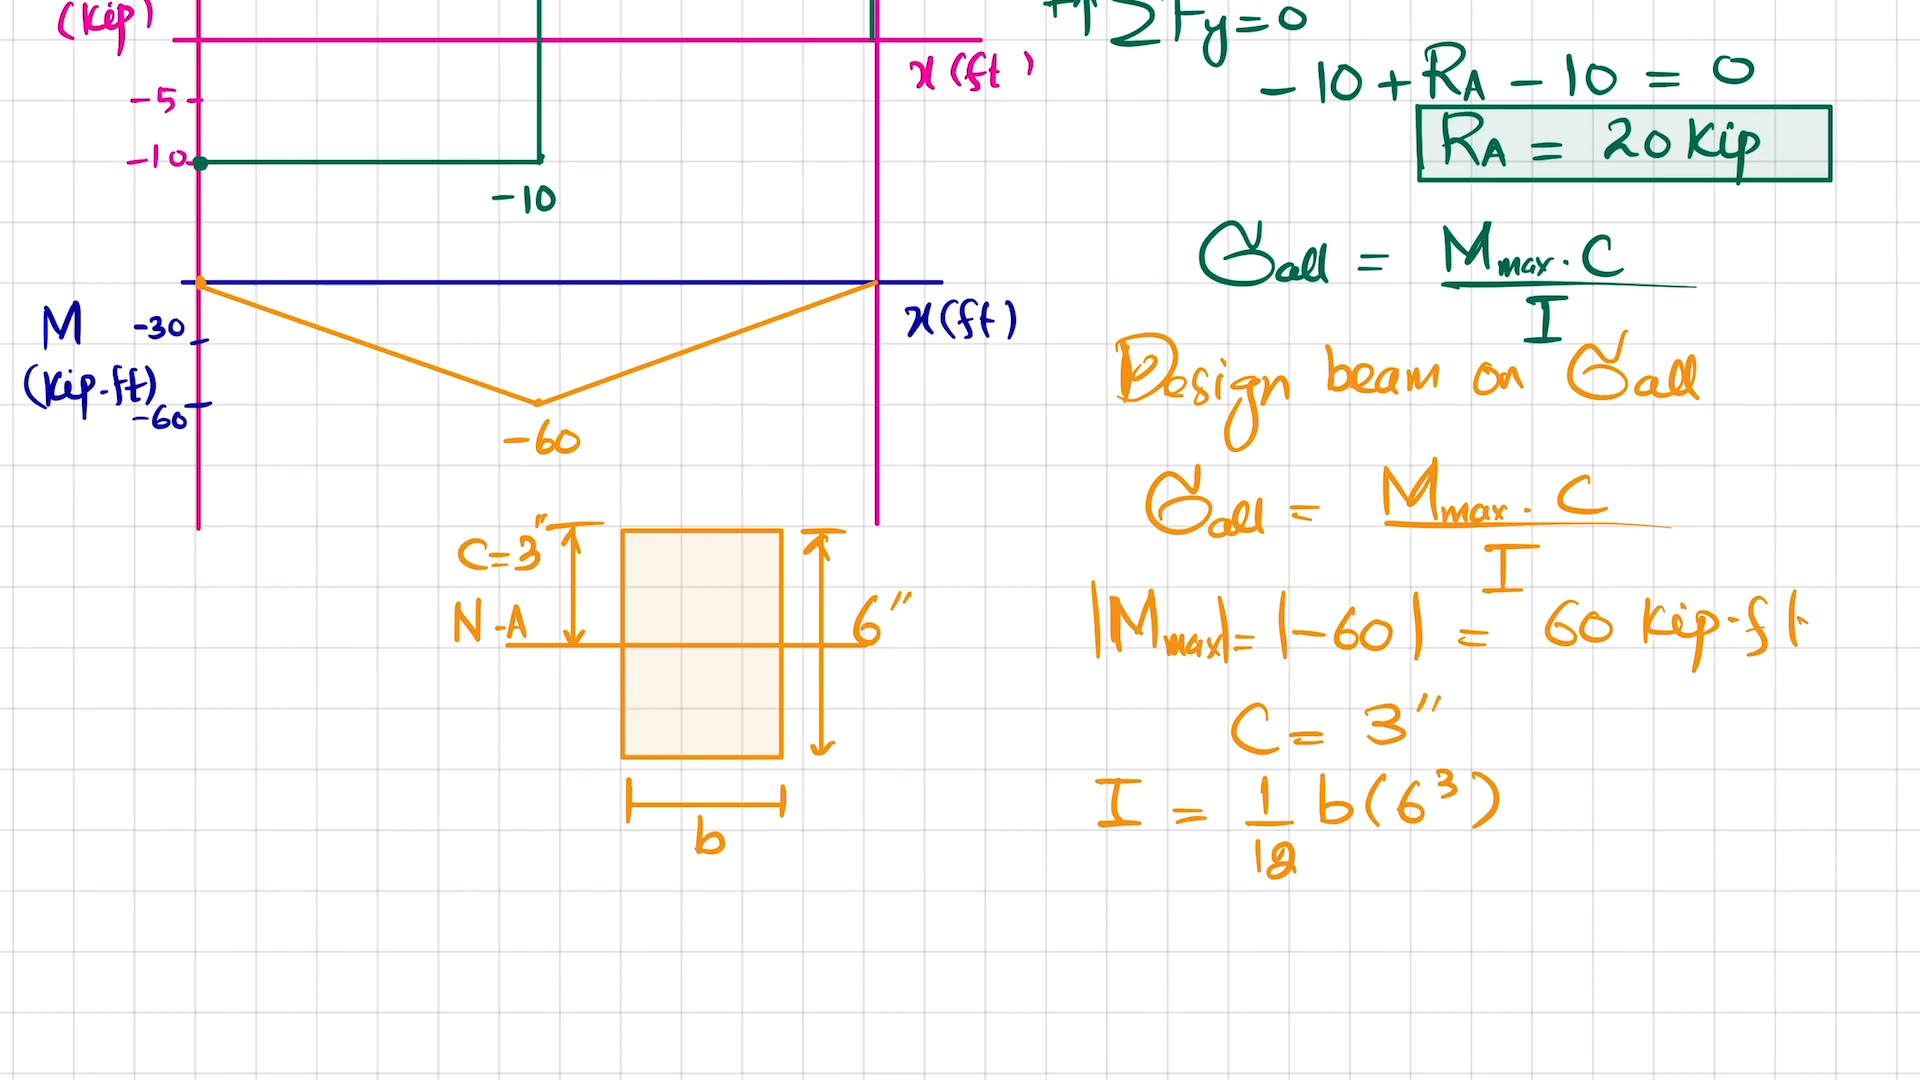 (kip)
x(ft)
-5
-10
-10
M
(kip-ft)
-30
-60
x(ft)
-60
C=3"
N-A
6"
b
+↑ ΣFy=0
-10+RA-10=0
RA = 20 kip
σall = Mmax.C / I
Design beam on σall
σall = Mmax.C / I
|Mmax|=|-60| = 60 kip-ft
C= 3"
I = 1/12 b(6³)